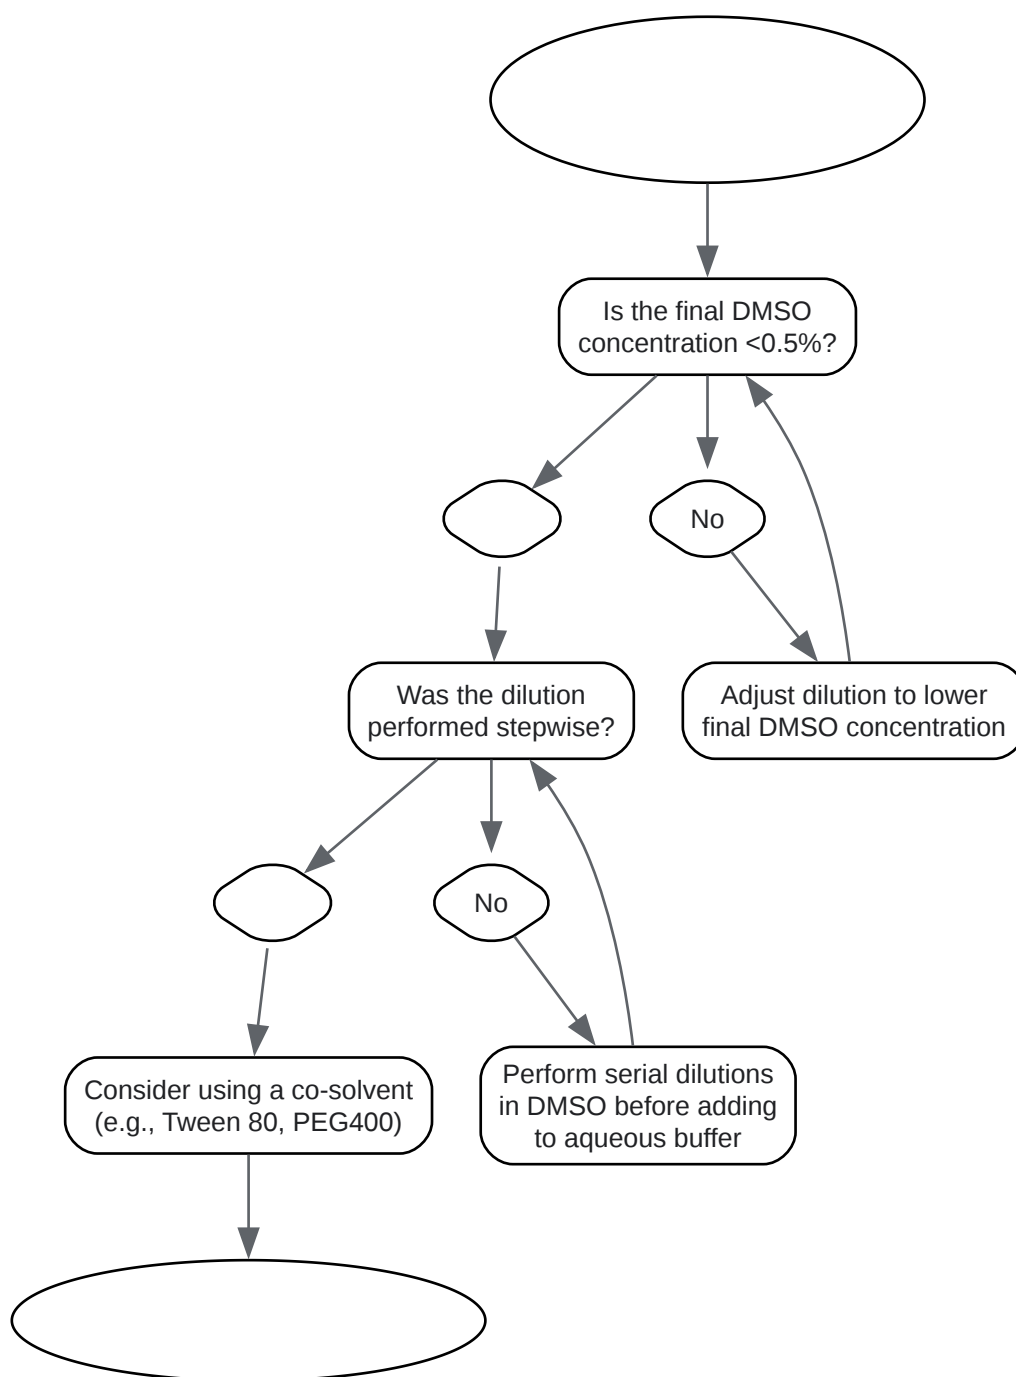 Is the final DMSO
concentration <0.5%?
No
Adjust dilution to lower
final DMSO concentration
Was the dilution
performed stepwise?
No
Perform serial dilutions
in DMSO before adding
to aqueous buffer
Consider using a co-solvent
(e.g., Tween 80, PEG400)